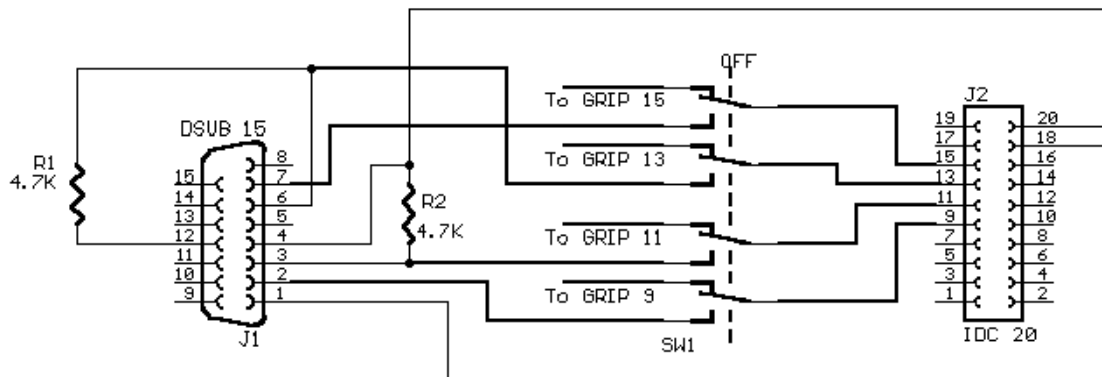 OFF
To GRIP 15
J2
DSUB 15
19 20
17 18
R1
4.7K
8
To GRIP 13
15 16
15 7
13 14
14 6
R2
4.7K
11 12
13 5
To GRIP 11
9 10
12 4
7 8
11 3
5 6
10 2
To GRIP 9
3 4
9 1
1 2
J1
SW1
IDC 20